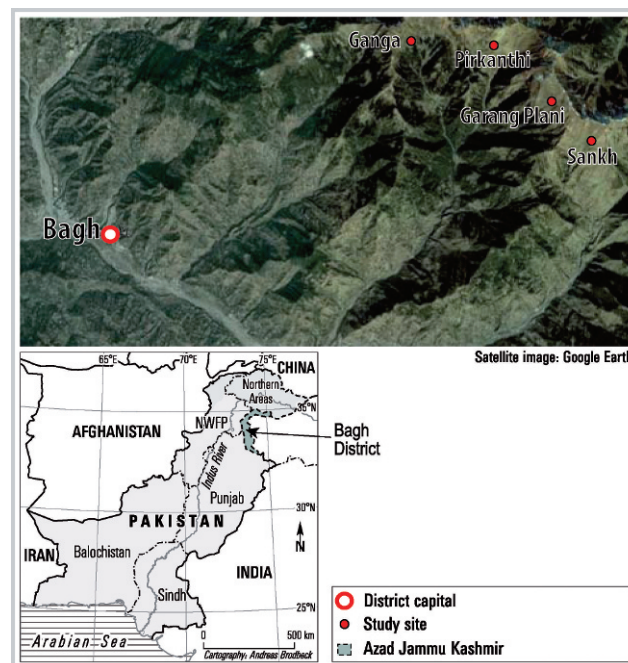 Ganga
Pirkanthi
Garang Plani
Sankh
Bagh
Satellite image: Google Earth
65°E
70°E
75°E
CHINA
Northern
Areas
35°N
NWFP
AFGHANISTAN
Bagh
District
Indus River
Punjab
30°N
PAKISTAN
N
IRAN
Balochistan
INDIA
Sindh
25°N
Arabian Sea
0 500 km
Cartography: Andreas Brodbeck
District capital
Study site
Azad Jammu Kashmir